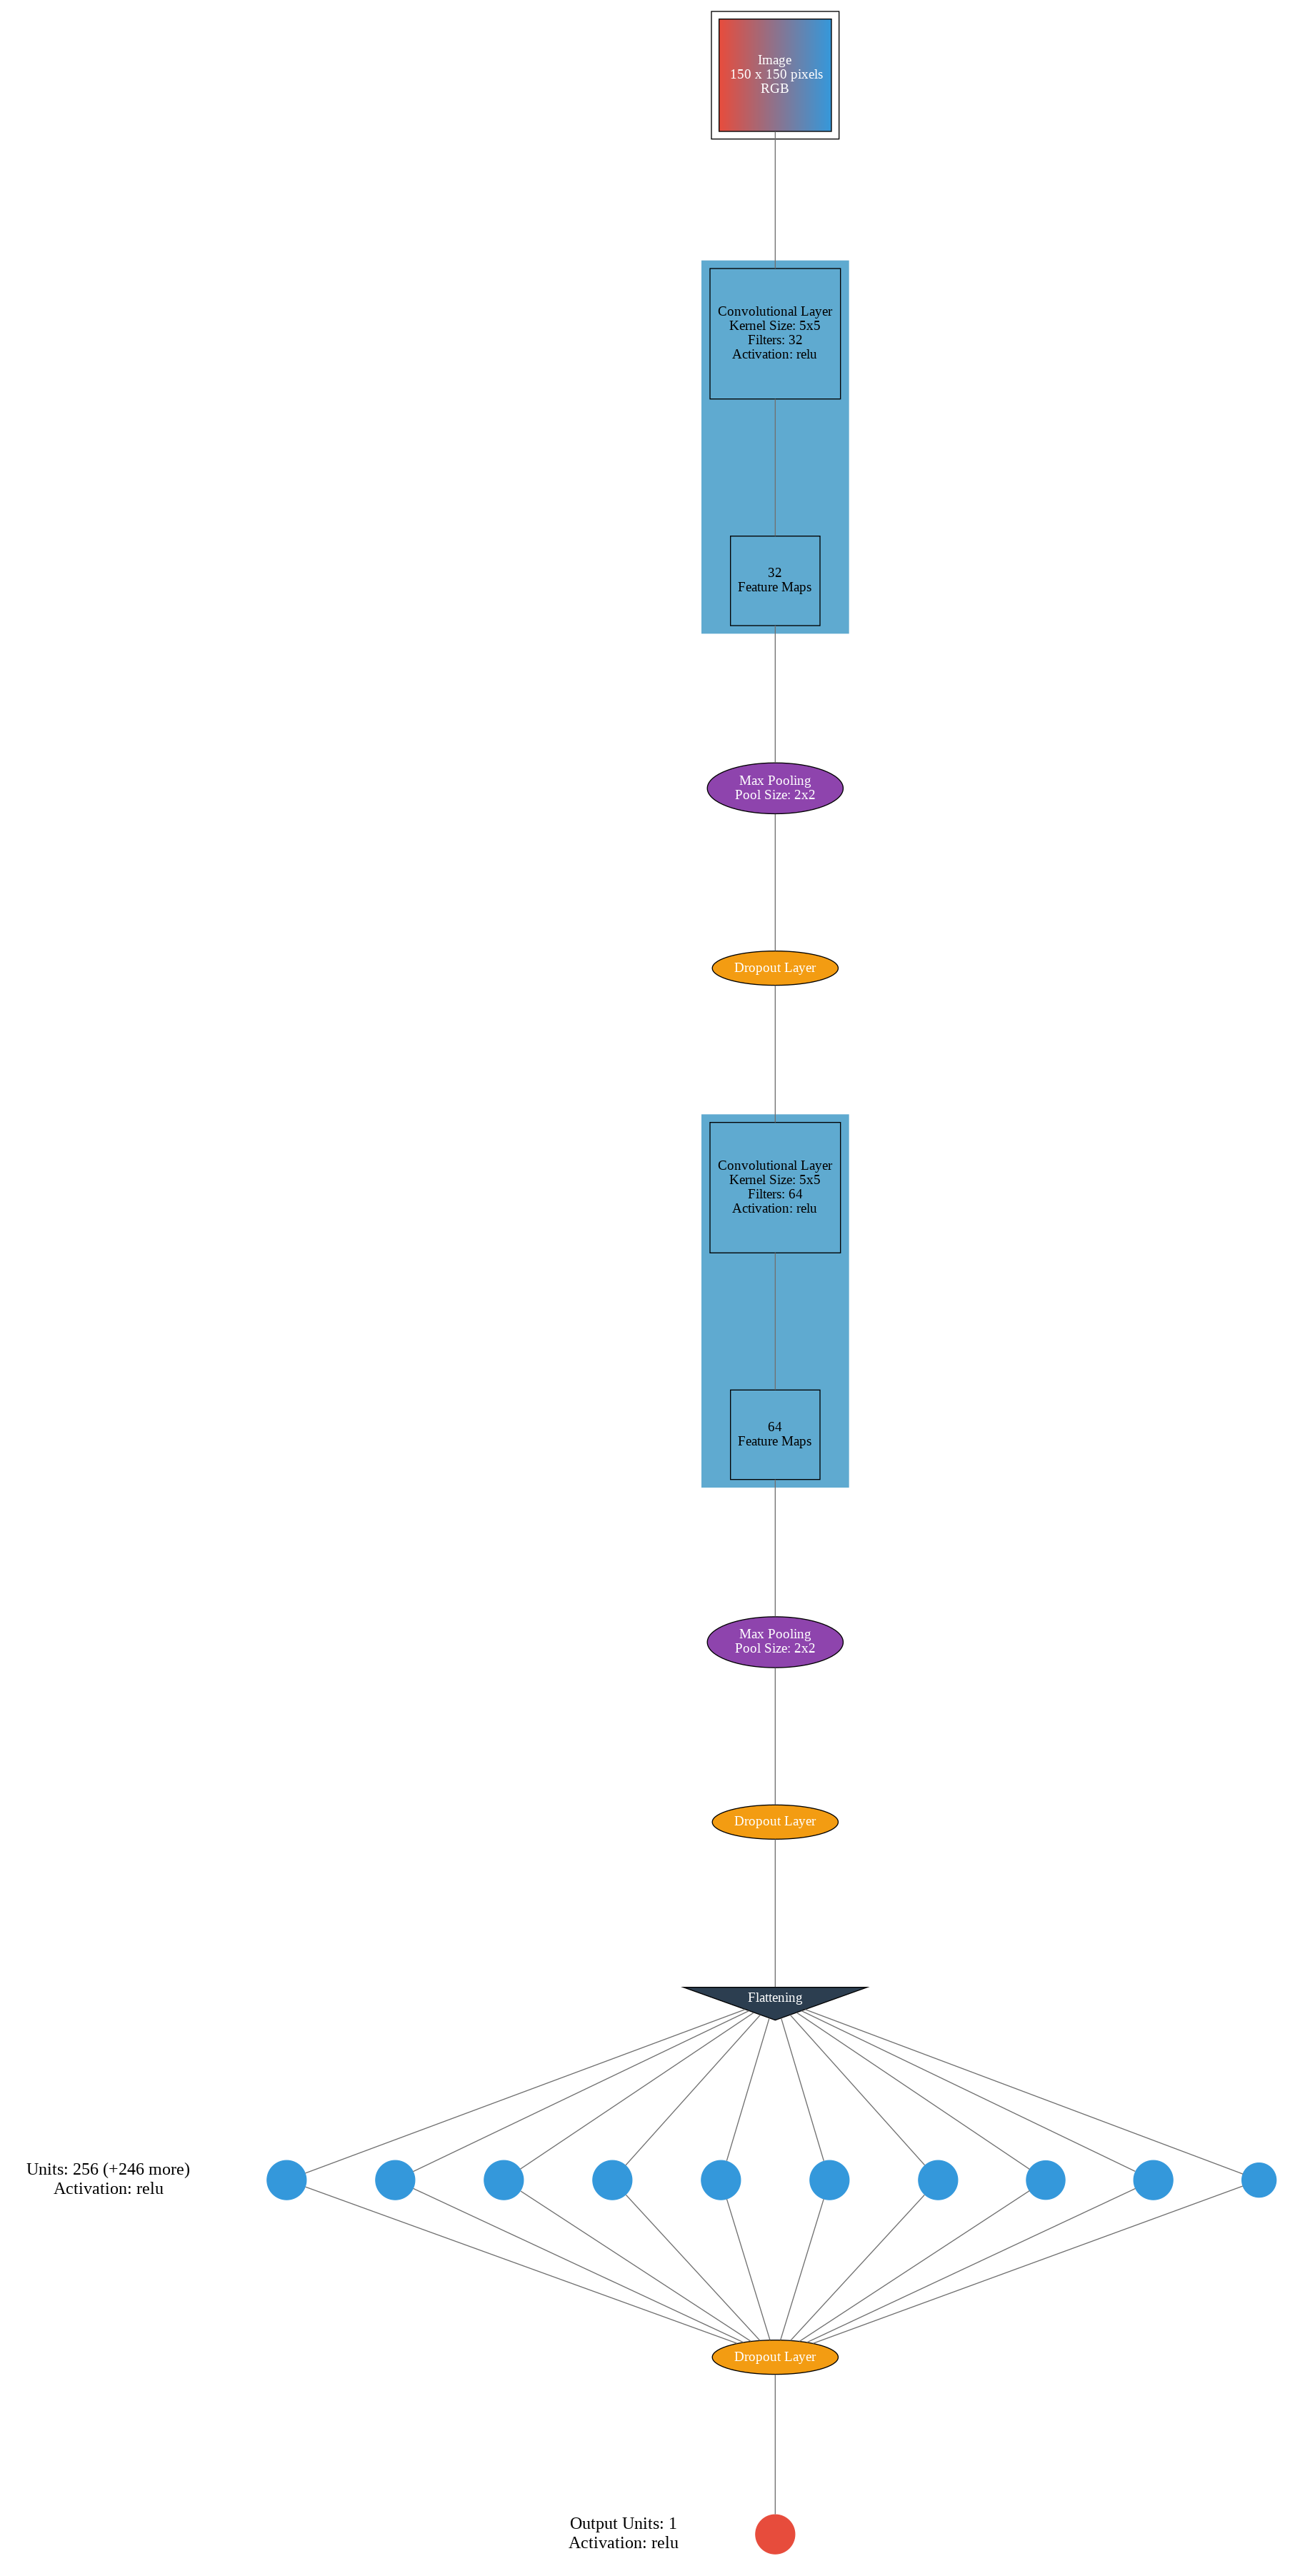 Image
150 x 150 pixels
RGB
Convolutional Layer
Kernel Size: 5x5
Filters: 32
Activation: relu
32
Feature Maps
Max Pooling
Pool Size: 2x2
Dropout Layer
Convolutional Layer
Kernel Size: 5x5
Filters: 64
Activation: relu
64
Feature Maps
Max Pooling
Pool Size: 2x2
Dropout Layer
Flattening
Units: 256 (+246 more)
Activation: relu
Dropout Layer
Output Units: 1
Activation: relu